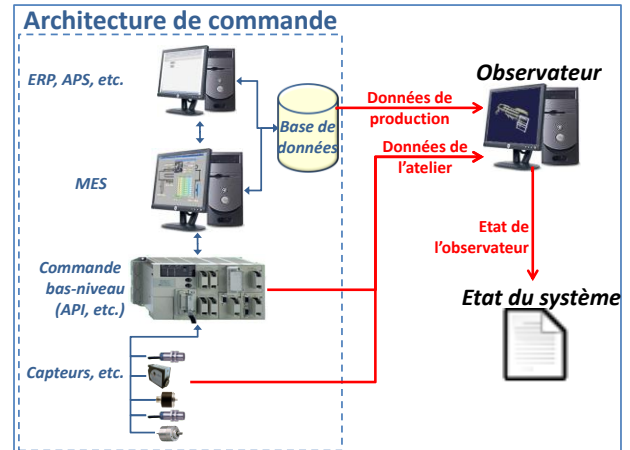 Architecture de commande
ERP, APS, etc.
MES
Commande
bas-niveau
(API, etc.)
Capteurs, etc.
Base de
données
Données de
production
Données de
l'atelier
Observateur
Etat de
l'observateur
Etat du système